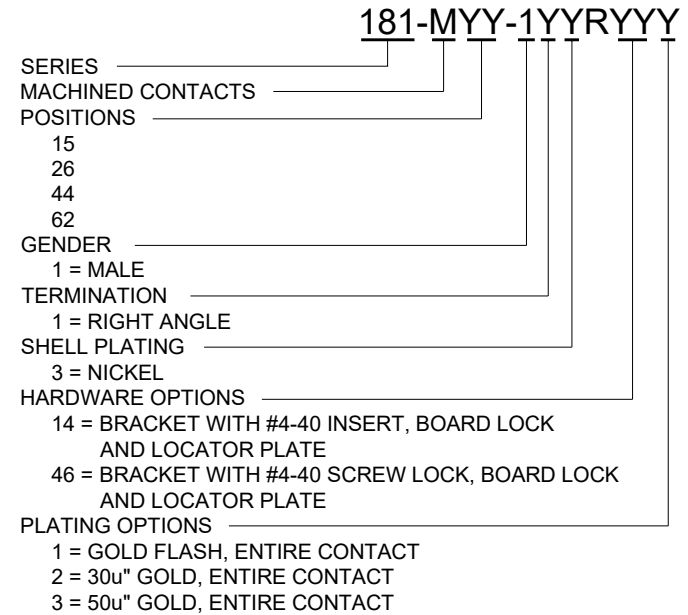 181-MYY-1YYRYYY
SERIES
MACHINED CONTACTS
POSITIONS
15
26
44
62
GENDER
1 = MALE
TERMINATION
1 = RIGHT ANGLE
SHELL PLATING
3 = NICKEL
HARDWARE OPTIONS
14 = BRACKET WITH #4-40 INSERT, BOARD LOCK
AND LOCATOR PLATE
46 = BRACKET WITH #4-40 SCREW LOCK, BOARD LOCK
AND LOCATOR PLATE
PLATING OPTIONS
1 = GOLD FLASH, ENTIRE CONTACT
2 = 30u" GOLD, ENTIRE CONTACT
3 = 50u" GOLD, ENTIRE CONTACT